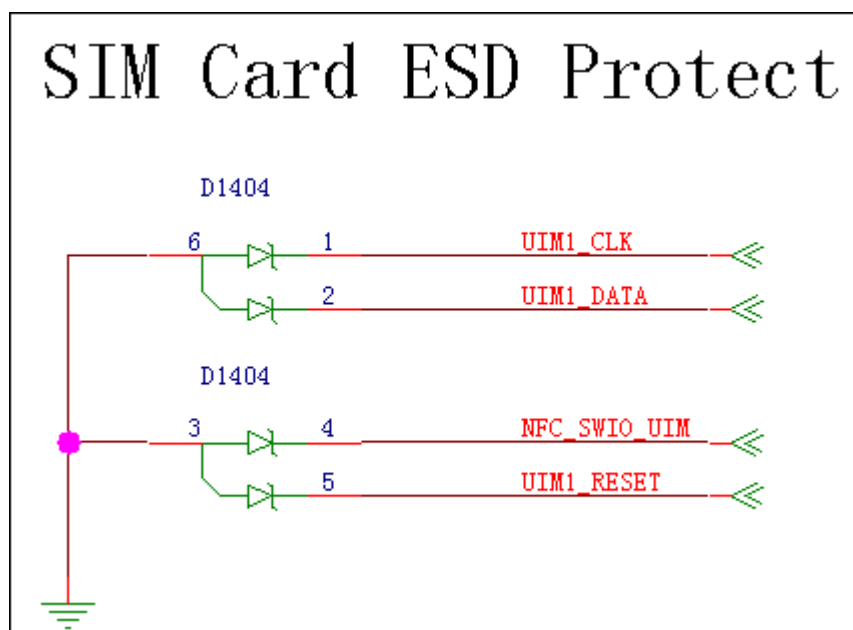 SIM Card ESD Protect
D1404
6 1 UIM1_CLK
2 UIM1_DATA
D1404
3 4 NFC_SWIO_UIM
5 UIM1_RESET